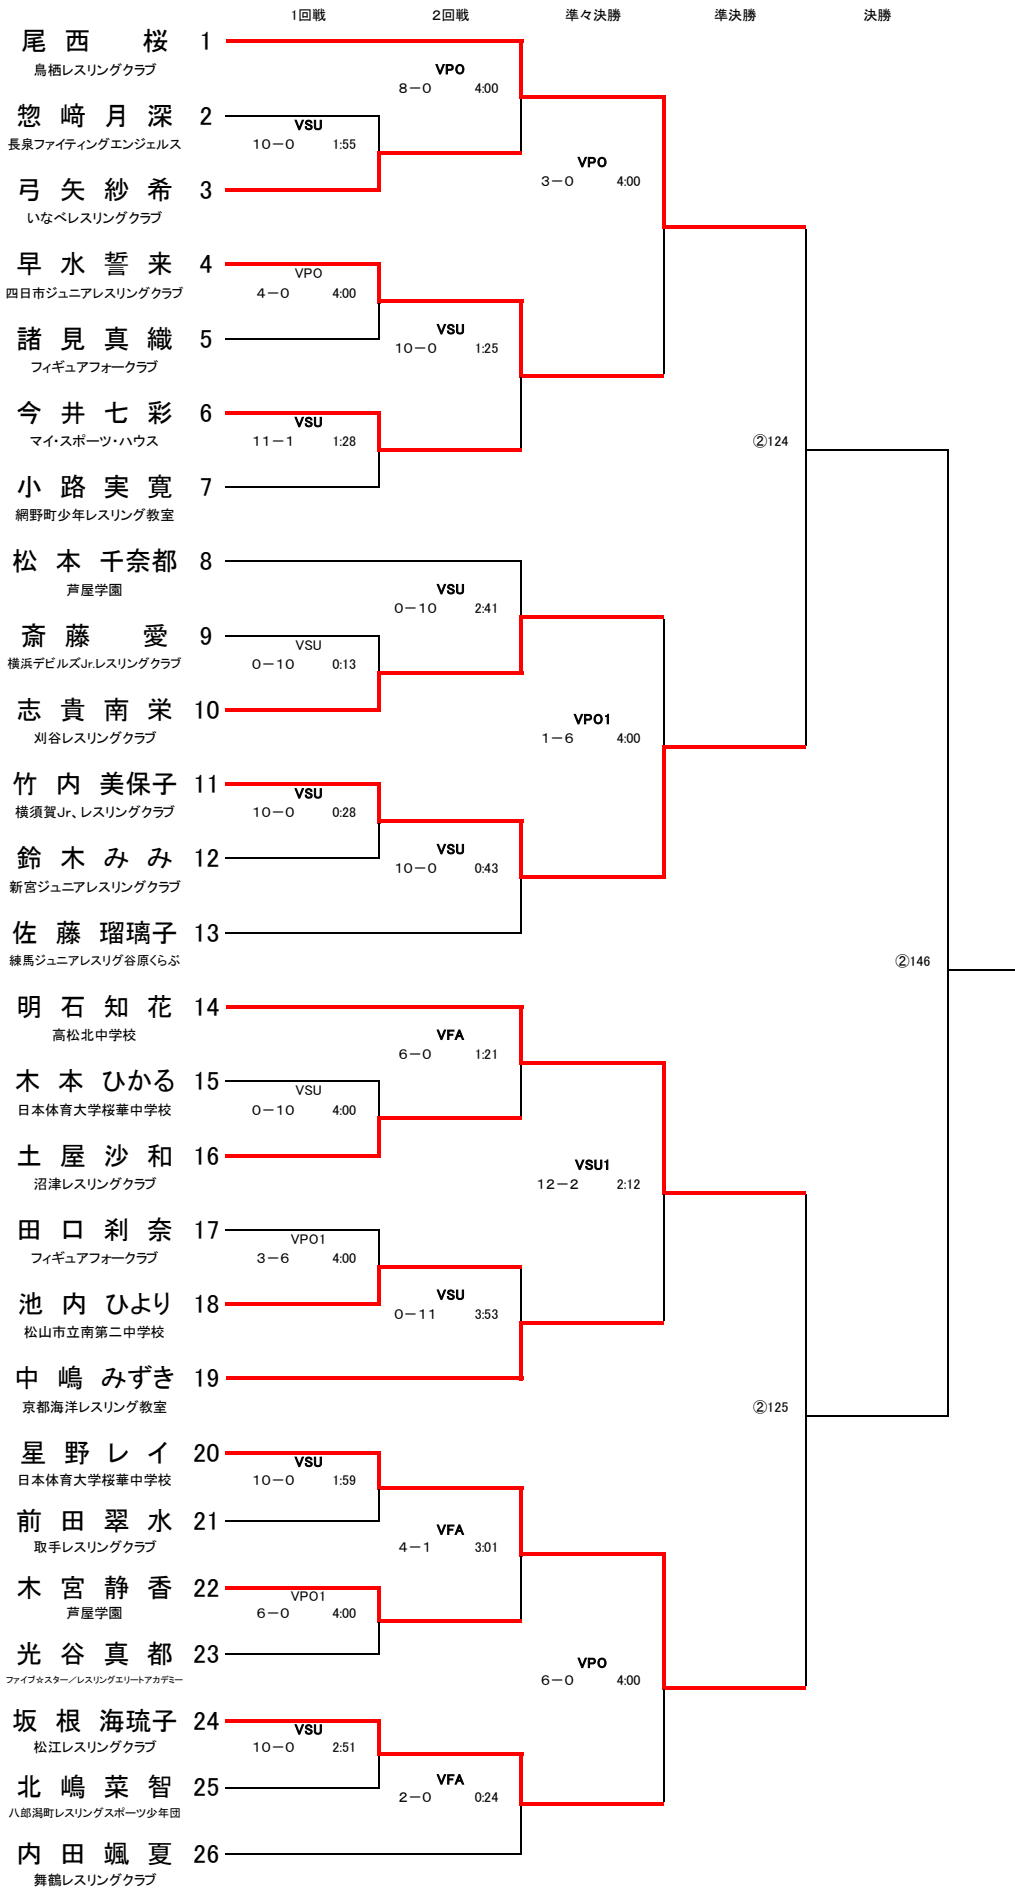 1回戦 2回戦 準々決勝 準決勝 決勝
尾西 桜 1
鳥栖レスリングクラブ
VPO
8－0 4:00
惣﨑月深 2
長泉ファイティングエンジェルス
VSU
10－0 1:55
VPO
3－0 4:00
弓矢紗希 3
いなべレスリングクラブ
早水誓来 4
四日市ジュニアレスリングクラブ
VPO
4－0 4:00
諸見真織 5
フィギュアフォークラブ
VSU
10－0 1:25
今井七彩 6
マイ・スポーツ・ハウス
VSU
11－1 1:28
②124
小路実寛 7
網野町少年レスリング教室
松本千奈都 8
芦屋学園
VSU
0－10 2:41
斎藤 愛 9
横浜デビルズJr.レスリングクラブ
VSU
0－10 0:13
志貴南栄 10
刈谷レスリングクラブ
VPO1
1－6 4:00
竹内美保子 11
横須賀Jr、レスリングクラブ
VSU
10－0 0:28
鈴木みみ 12
新宮ジュニアレスリングクラブ
VSU
10－0 0:43
佐藤瑠璃子 13
練馬ジュニアレスリグ谷原くらぶ
②146
明石知花 14
高松北中学校
VFA
6－0 1:21
木本ひかる 15
日本体育大学桜華中学校
VSU
0－10 4:00
土屋沙和 16
沼津レスリングクラブ
VSU1
12－2 2:12
田口刹奈 17
フィギュアフォークラブ
VPO1
3－6 4:00
池内ひより 18
松山市立南第二中学校
VSU
0－11 3:53
中嶋みずき 19
京都海洋レスリング教室
②125
星野レイ 20
日本体育大学桜華中学校
VSU
10－0 1:59
前田翠水 21
取手レスリングクラブ
VFA
4－1 3:01
木宮静香 22
芦屋学園
VPO1
6－0 4:00
光谷真都 23
ファイブ☆スター／レスリングエリートアカデミー
VPO
6－0 4:00
坂根海琉子 24
松江レスリングクラブ
VSU
10－0 2:51
北嶋菜智 25
八郎潟町レスリングスポーツ少年団
VFA
2－0 0:24
内田颯夏 26
舞鶴レスリングクラブ